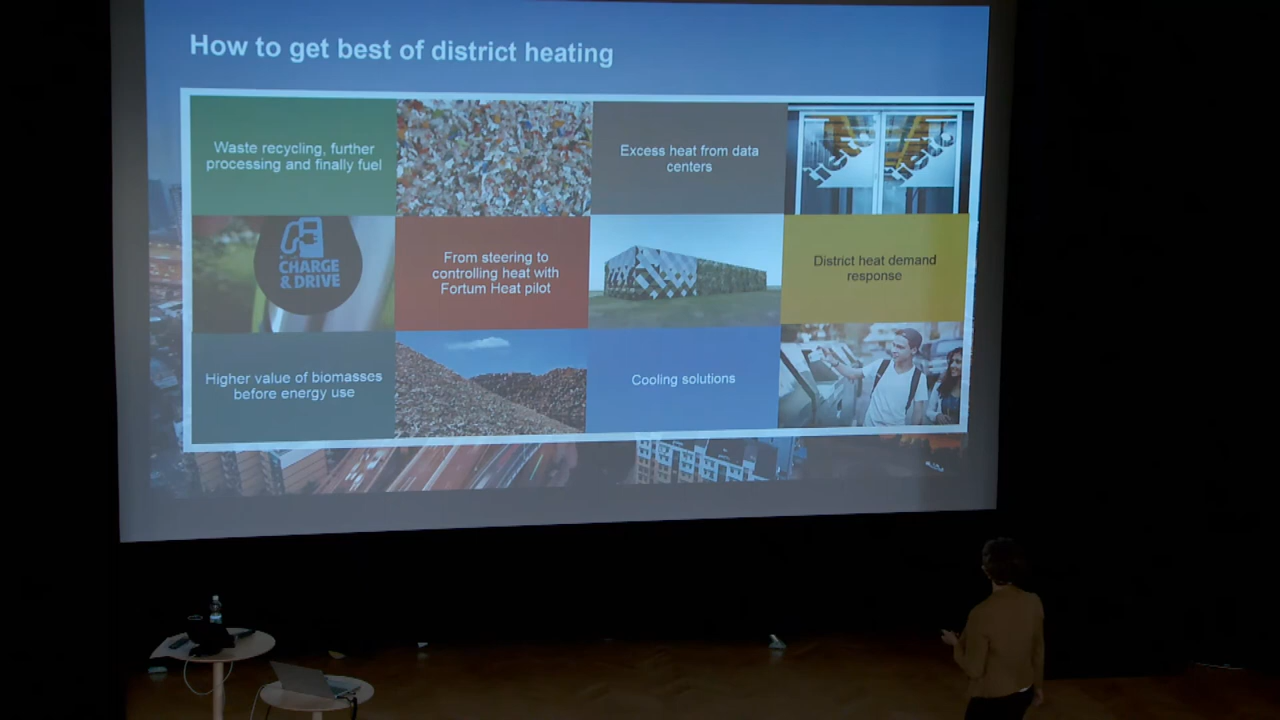 How to get best of district heating
Waste recycling, further
processing and finally fuel
Excess heat from data
centers
hello
hello
CHARGE
& DRIVE
From steering to
controlling heat with
Fortum Heat pilot
District heat demand
response
Higher value of biomasses
before energy use
Cooling solutions